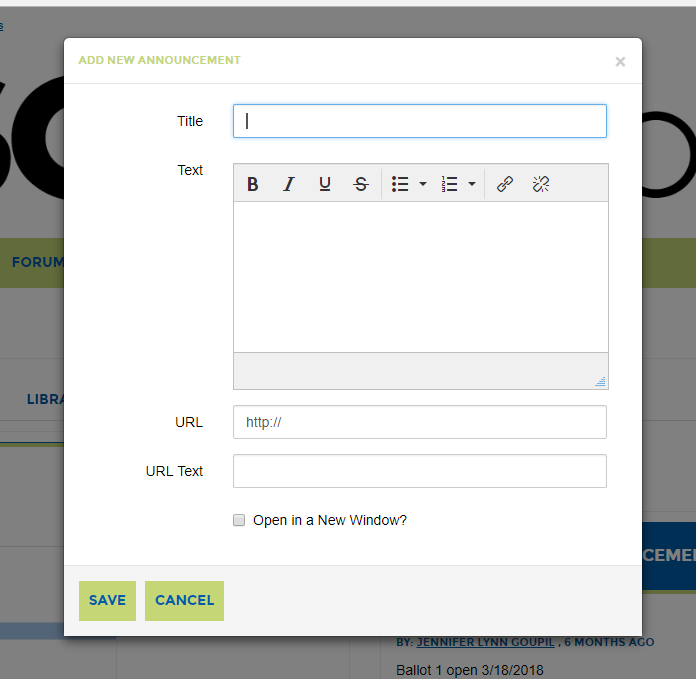 s
ADD NEW ANNOUNCEMENT ×
Title
Text
B I U S
URL http://
URL Text
Open in a New Window?
SAVE CANCEL
FORUM
LIBRA
CEMEN
BY: JENNIFER LYNN GOUPIL , 6 MONTHS AGO
Ballot 1 open 3/18/2018